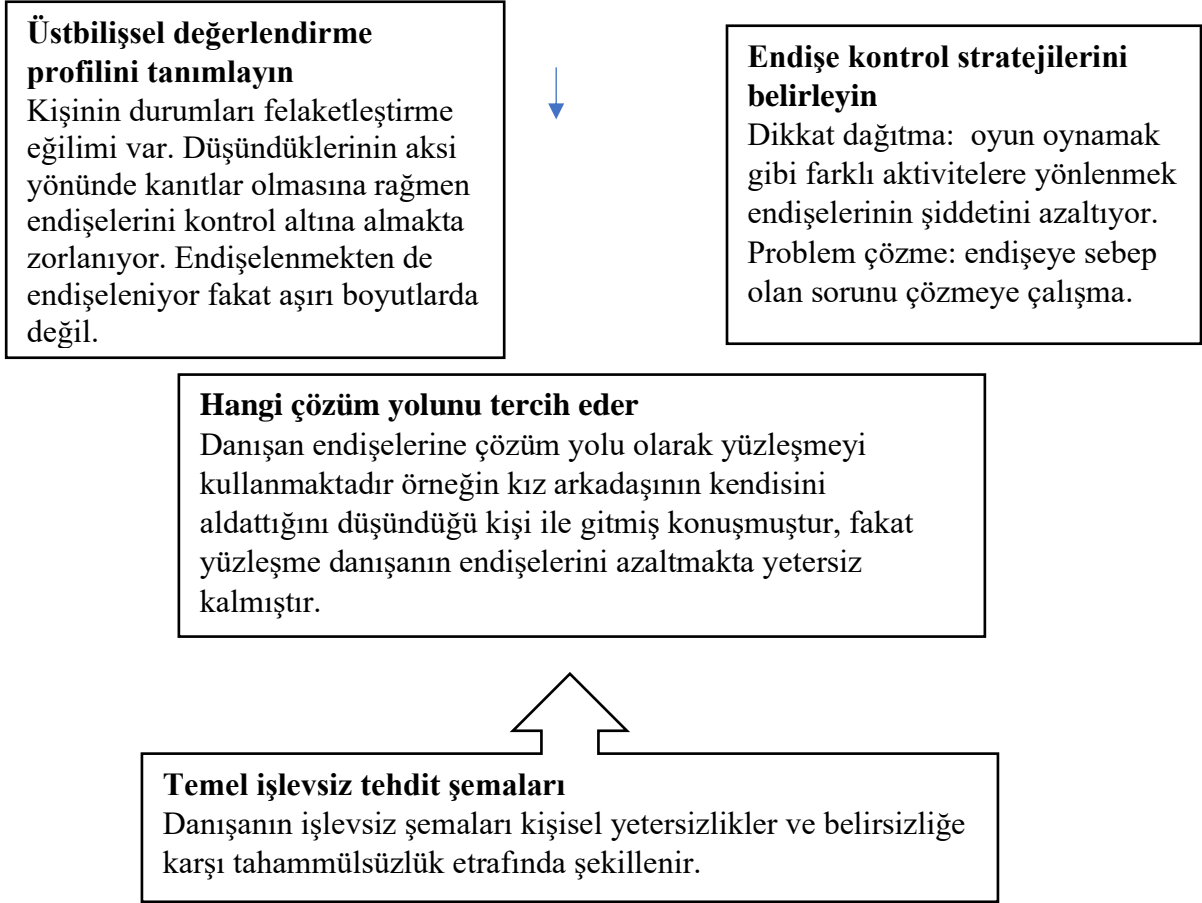 Üstbilişsel değerlendirme
profilini tanımlayın
Kişinin durumları felaketleştirme
eğilimi var. Düşündüklerinin aksi
yönünde kanıtlar olmasına rağmen
endişelerini kontrol altına almakta
zorlanıyor. Endişelenmekten de
endişeleniyor fakat aşırı boyutlarda
değil.
Endişe kontrol stratejilerini
belirleyin
Dikkat dağıtma: oyun oynamak
gibi farklı aktivitelere yönlenmek
endişelerinin şiddetini azaltıyor.
Problem çözme: endişeye sebep
olan sorunu çözmeye çalışma.
Hangi çözüm yolunu tercih eder
Danışan endişelerine çözüm yolu olarak yüzleşmeyi
kullanmaktadır örneğin kız arkadaşının kendisini
aldattığını düşündüğü kişi ile gitmiş konuşmuştur, fakat
yüzleşme danışanın endişelerini azaltmakta yetersiz
kalmıştır.
Temel işlevsiz tehdit şemaları
Danışanın işlevsiz şemaları kişisel yetersizlikler ve belirsizliğe
karşı tahammülsüzlük etrafında şekillenir.